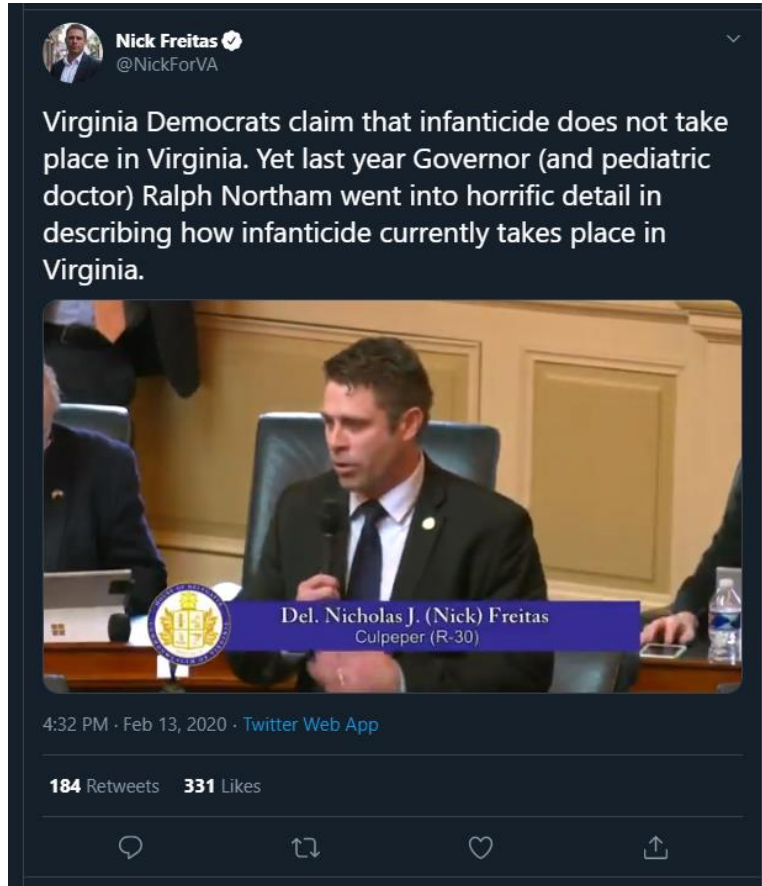 Nick Freitas
@NickForVA
Virginia Democrats claim that infanticide does not take
place in Virginia. Yet last year Governor (and pediatric
doctor) Ralph Northam went into horrific detail in
describing how infanticide currently takes place in
Virginia.
Del. Nicholas J. (Nick) Freitas
Culpeper (R-30)
4:32 PM · Feb 13, 2020 · Twitter Web App
184 Retweets 331 Likes